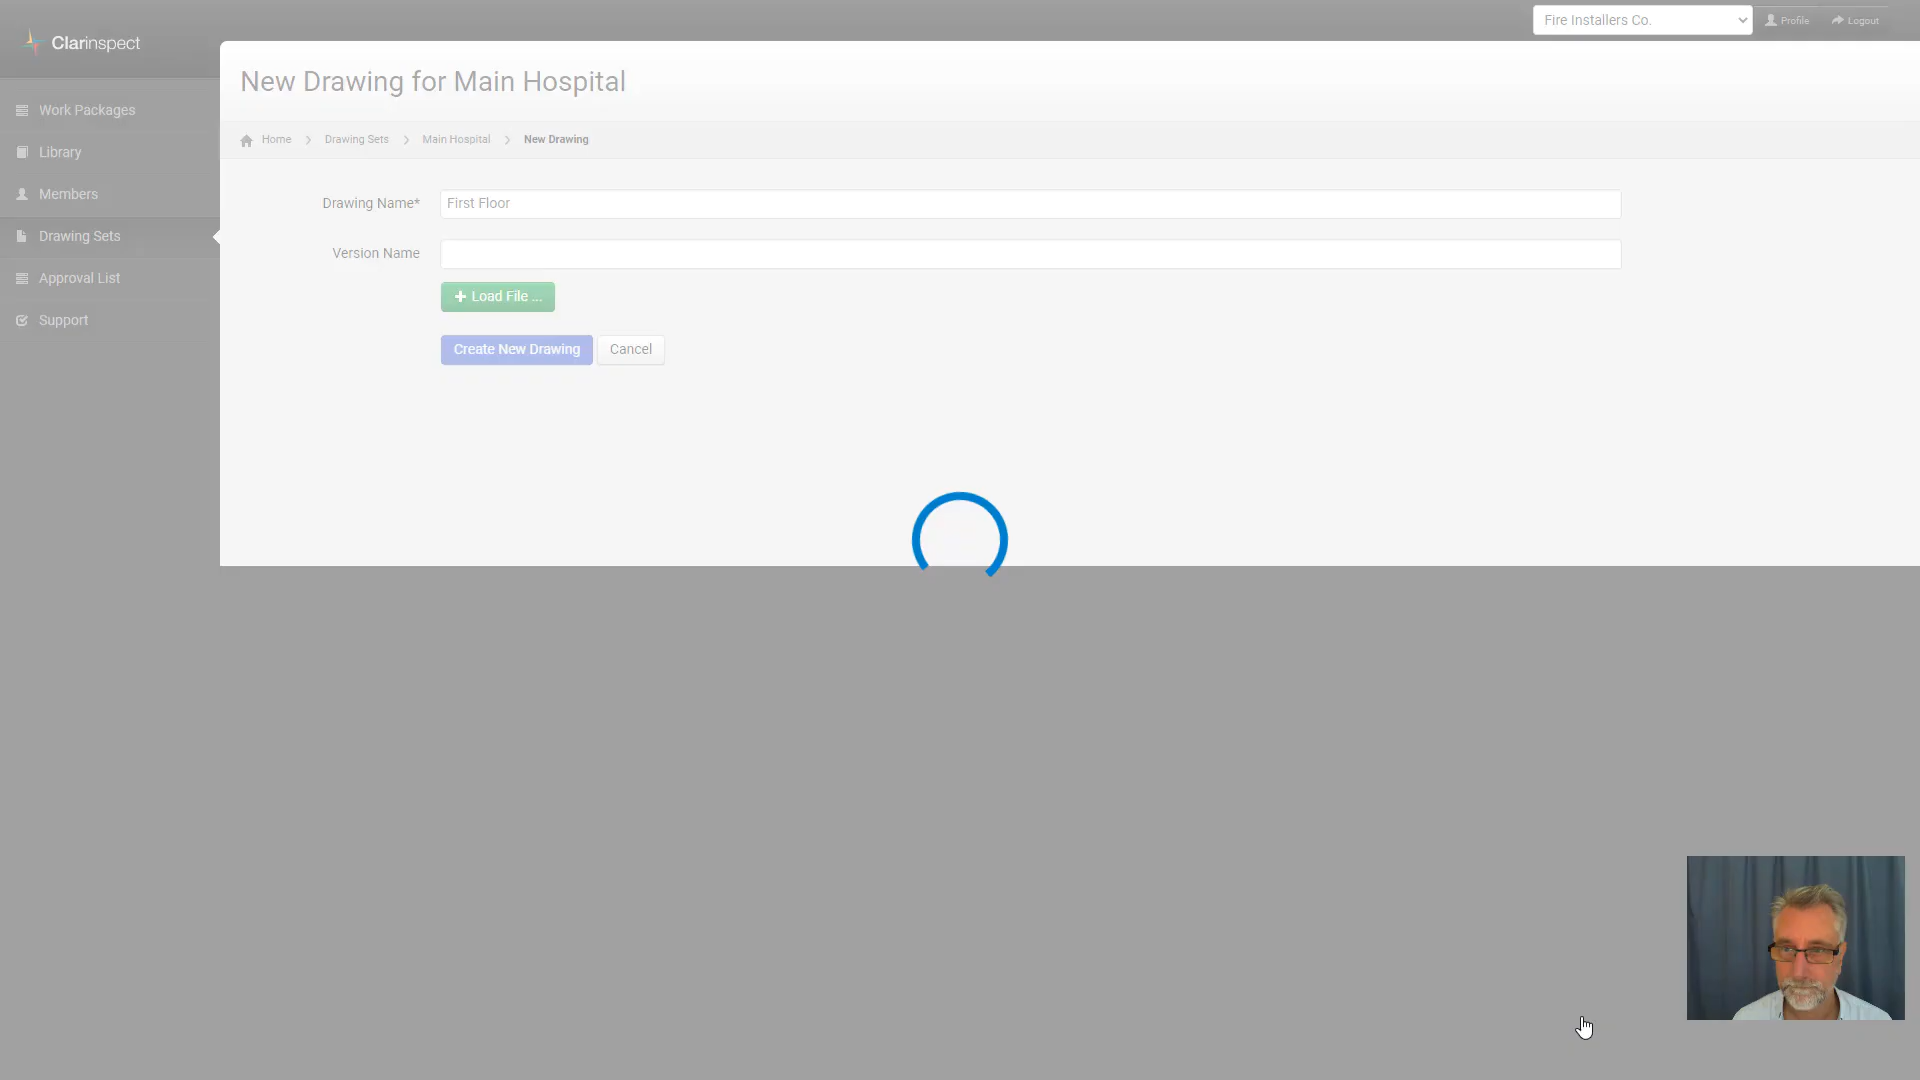 Fire Installers Co.
Profile
Logout
Clarinspect
New Drawing for Main Hospital
Work Packages
Library
Members
Drawing Sets
Approval List
Support
Home
Drawing Sets
Main Hospital
New Drawing
Drawing Name*
First Floor
Version Name
Load File ...
Create New Drawing
Cancel